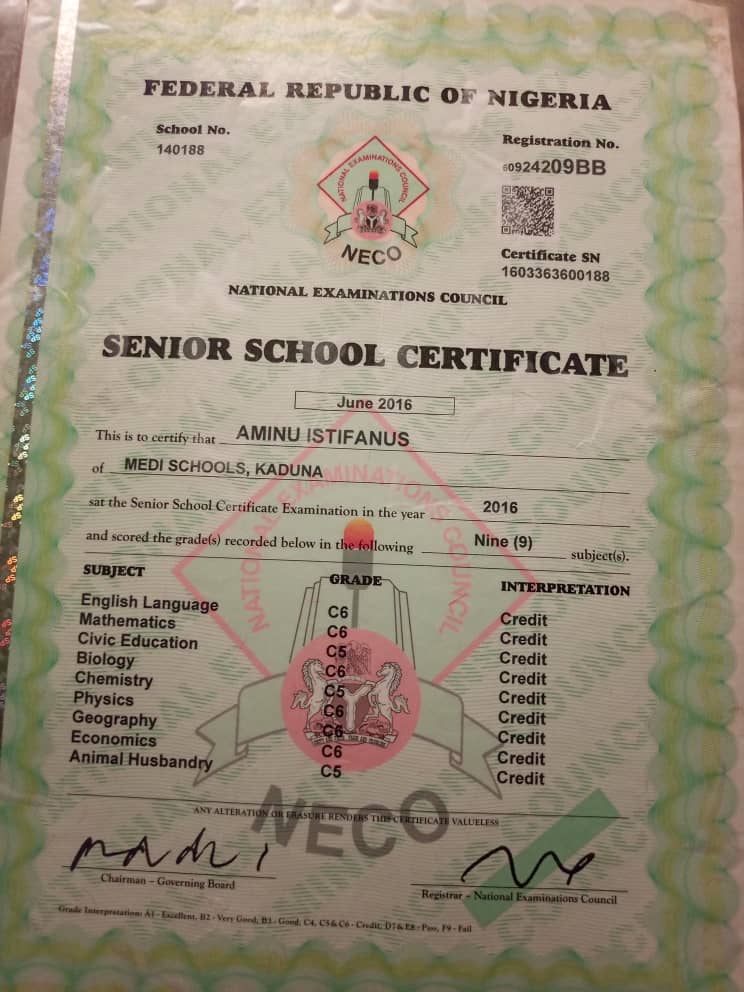 FEDERAL REPUBLIC OF NIGERIA
School No.
140188
Registration No.
60924209BB
NATIONAL EXAMINATIONS COUNCIL
NECO
Certificate SN
1603363600188
NATIONAL EXAMINATIONS COUNCIL
SENIOR SCHOOL CERTIFICATE
June 2016
This is to certify that AMINU ISTIFANUS
of MEDI SCHOOLS, KADUNA
sat the Senior School Certificate Examination in the year 2016
and scored the grade(s) recorded below in the following Nine (9) subject(s).
SUBJECT GRADE INTERPRETATION
English Language C6 Credit
Mathematics C6 Credit
Civic Education C5 Credit
Biology C6 Credit
Chemistry C5 Credit
Physics C6 Credit
Geography C6 Credit
Economics C6 Credit
Animal Husbandry C5 Credit
NATIONAL EXAMINATIONS COUNCIL
NECO
ANY ALTERATION OR ERASURE RENDERS THIS CERTIFICATE VALUELESS
Chairman – Governing Board
Registrar – National Examinations Council
Grade Interpretation: A1 - Excellent, B2 - Very Good, B3 - Good, C4, C5 & C6 - Credit, D7 & E8 - Pass, F9 - Fail